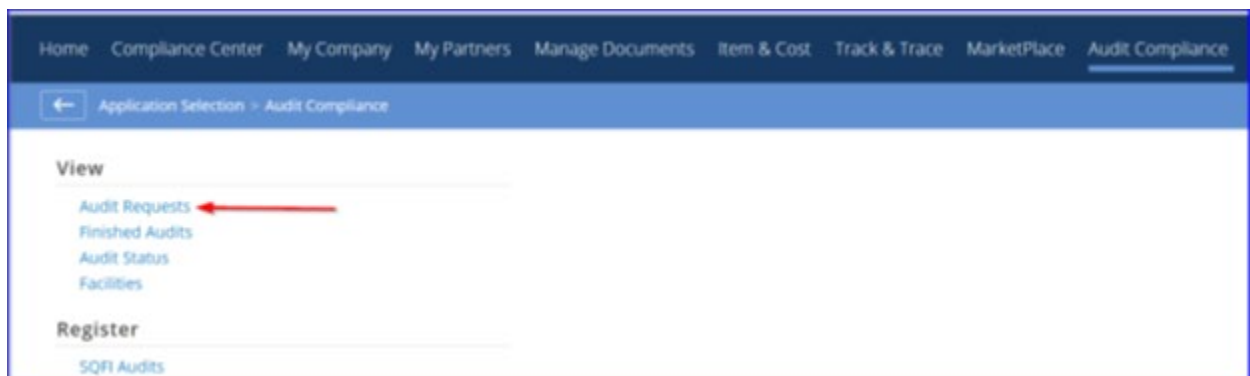 Home Compliance Center My Company My Partners Manage Documents Item & Cost Track & Trace MarketPlace Audit Compliance
Application Selection > Audit Compliance
View
Audit Requests
Finished Audits
Audit Status
Facilities
Register
SQFI Audits